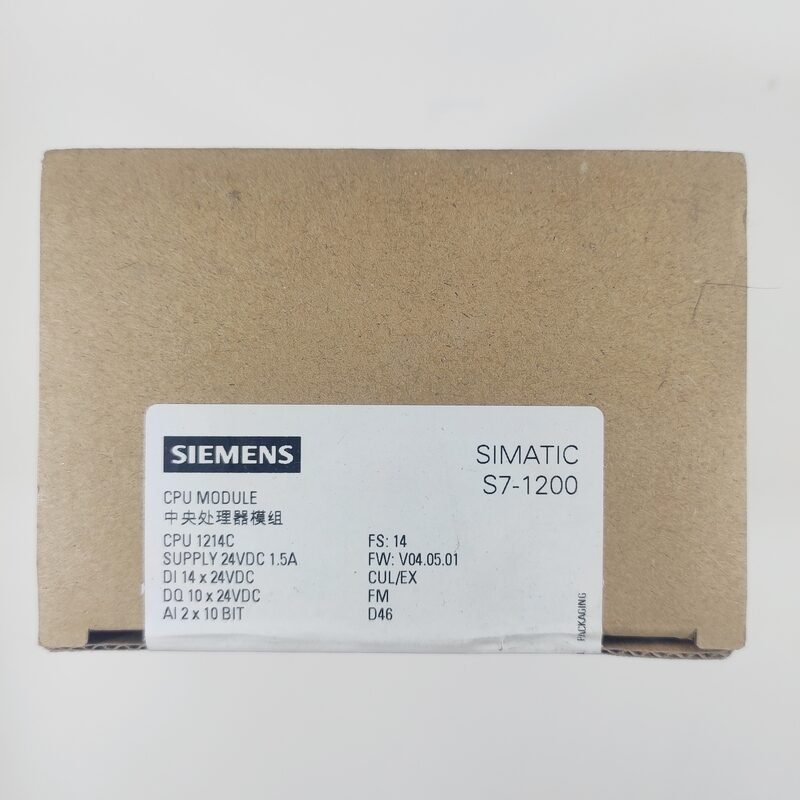 SIEMENS
SIMATIC
S7-1200
CPU MODULE
中央处理器模组
CPU 1214C
SUPPLY 24VDC 1.5A
DI 14 x 24VDC
DQ 10 x 24VDC
AI 2 x 10 BIT
FS: 14
FW: V04.05.01
CUL/EX
FM
D46
PACKAGING